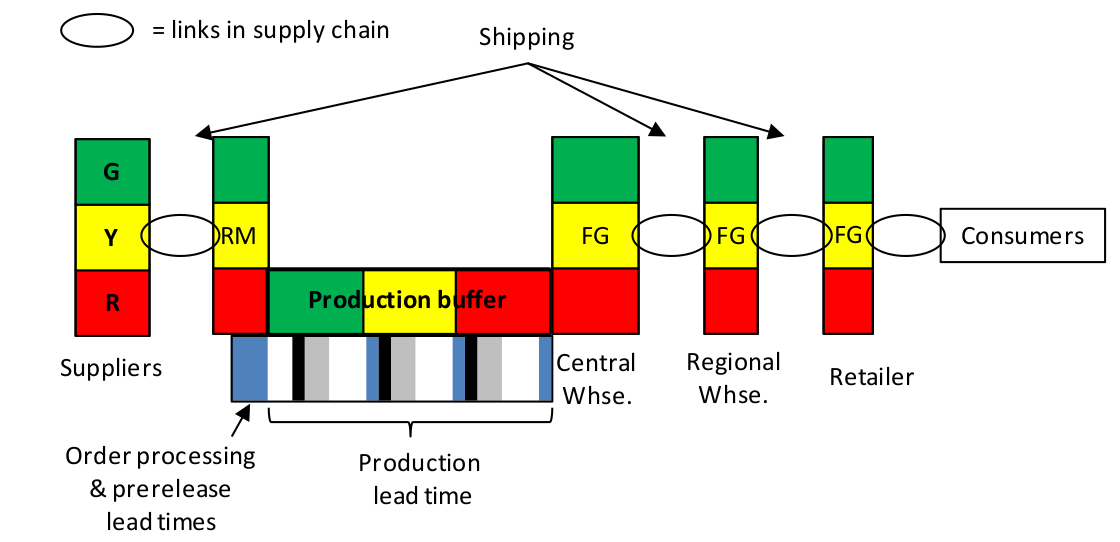 = links in supply chain
Shipping
G
Y
R
RM
FG
FG
FG
Consumers
Production buffer
Suppliers
Central
Whse.
Regional
Whse.
Retailer
Order processing
& prerelease
lead times
Production
lead time